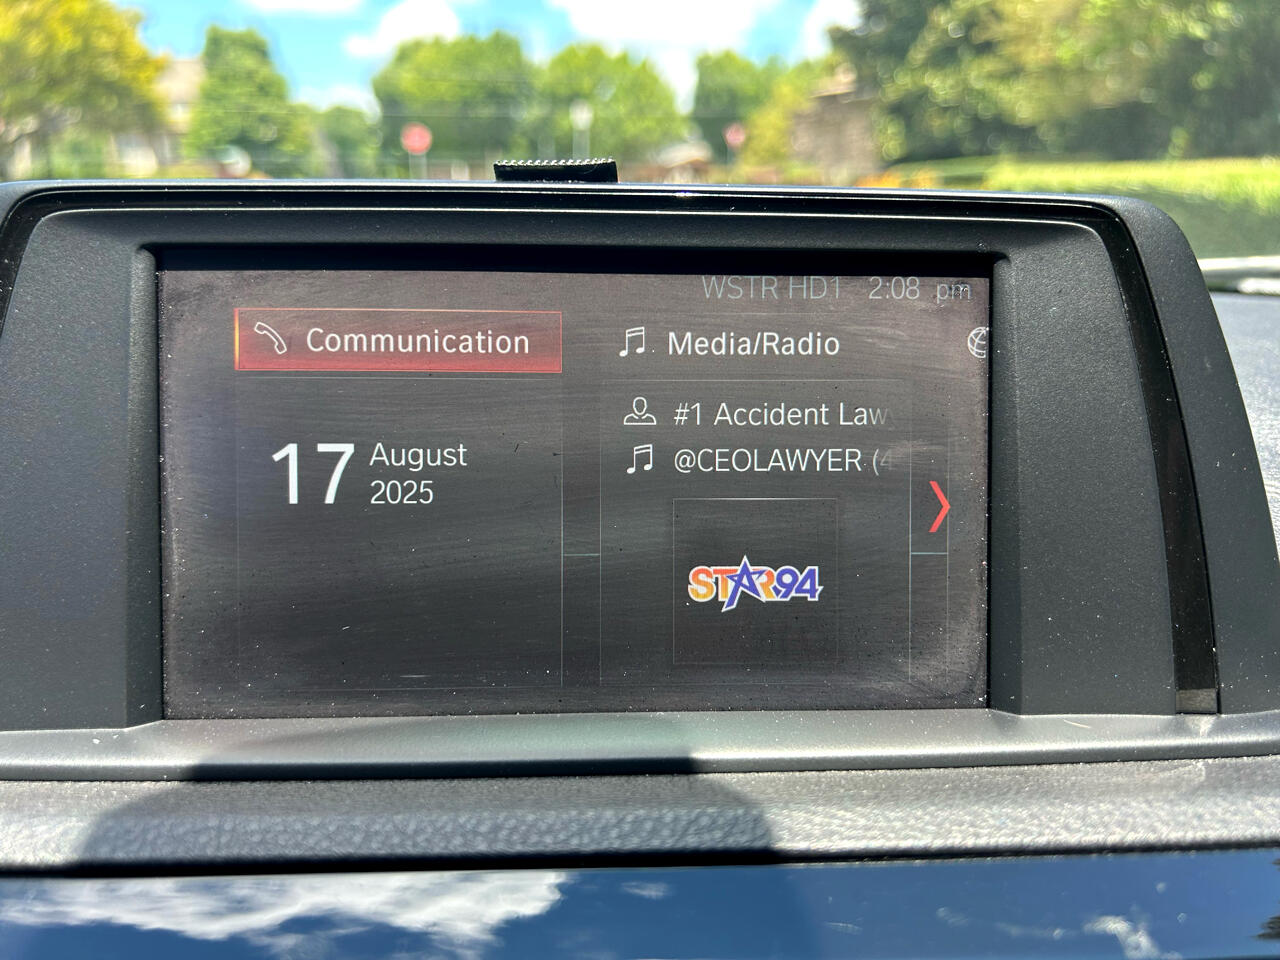 WSTR HD1 2:08 pm
Communication
Media/Radio
17
August
2025
#1 Accident Law
@CEOLAWYER (4
STAR94